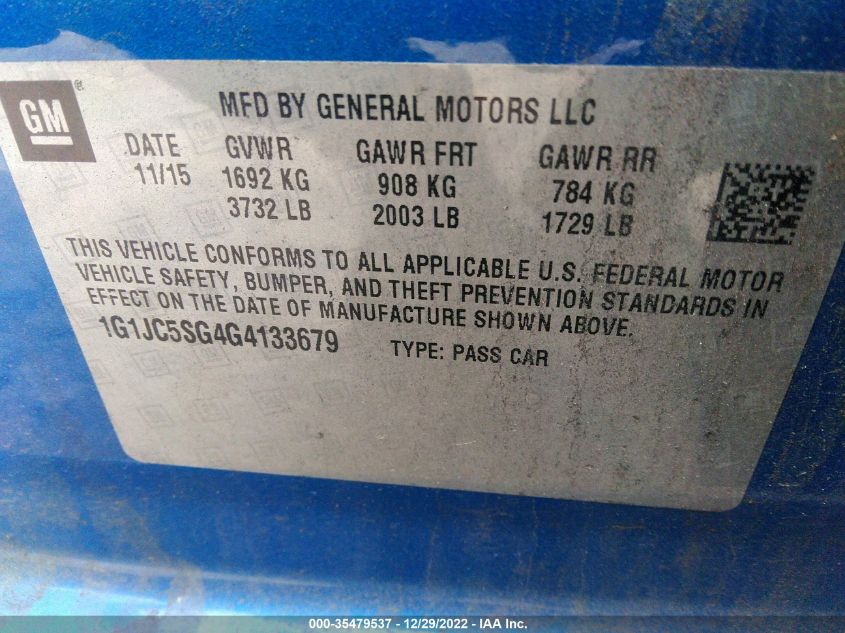 GM
MFD BY GENERAL MOTORS LLC
DATE GVWR GAWR FRT GAWR RR
11/15 1692 KG 908 KG 784 KG
3732 LB 2003 LB 1729 LB
THIS VEHICLE CONFORMS TO ALL APPLICABLE U.S. FEDERAL MOTOR
VEHICLE SAFETY, BUMPER, AND THEFT PREVENTION STANDARDS IN
EFFECT ON THE DATE OF MANUFACTURE SHOWN ABOVE.
1G1JC5SG4G4133679 TYPE: PASS CAR
000-35479537 - 12/29/2022 - IAA Inc.